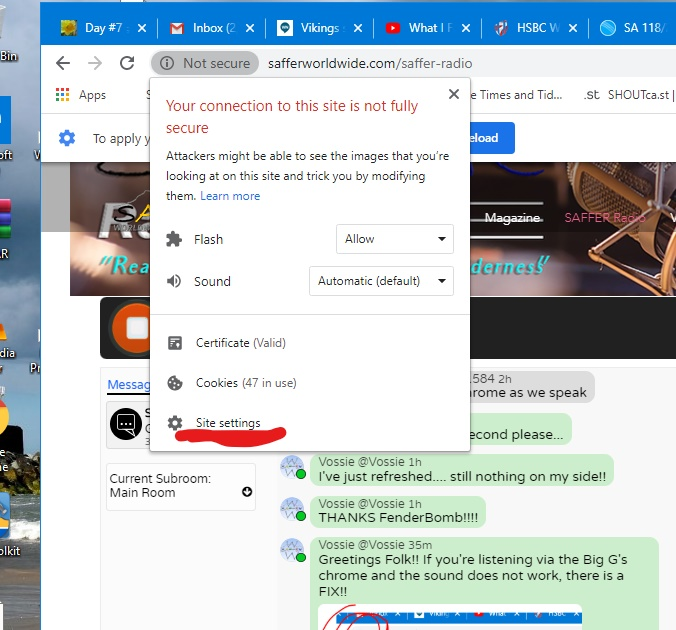 Bin
Day #7
Inbox (2
Vikings
What I F
HSBC W
SA 118/
Not secure
safferworldwide.com/saffer-radio
Apps
e Times and Tid...
.st SHOUTca.st |
To apply y
load
Your connection to this site is not fully
secure
Attackers might be able to see the images that you're
looking at on this site and trick you by modifying
them. Learn more
Flash
Allow
Sound
Automatic (default)
Certificate (Valid)
Cookies (47 in use)
Site settings
Magazine
SAFFER Radio
"Rea
derness"
Messag
Current Subroom:
Main Room
.584 2h
rome as we speak
econd please...
Vossie @Vossie 1h
I've just refreshed.... still nothing on my side!!
Vossie @Vossie 1h
THANKS FenderBomb!!!!
Vossie @Vossie 35m
Greetings Folk!! If you're listening via the Big G's
chrome and the sound does not work, there is a
FIX!!